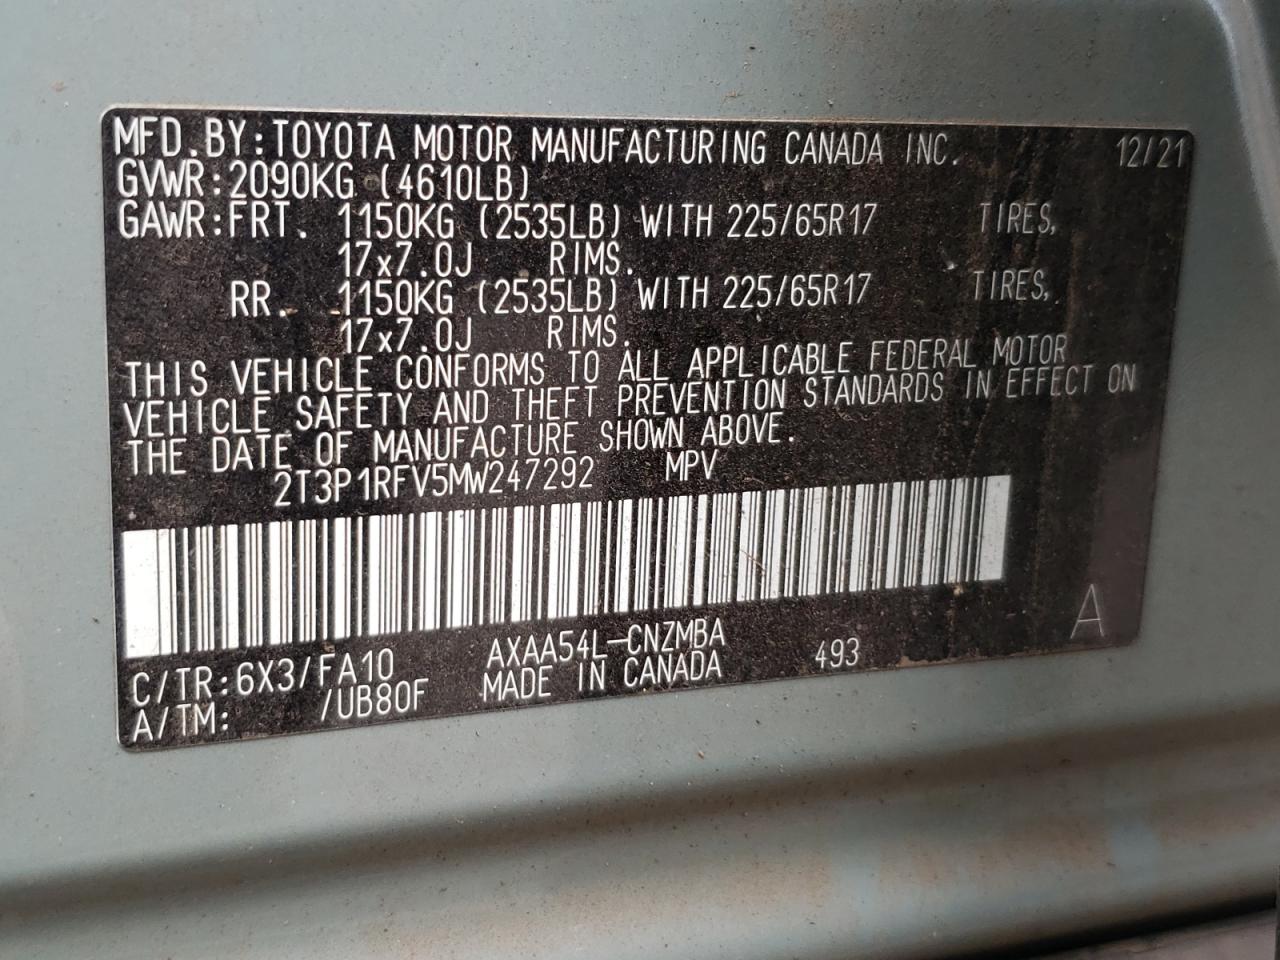 MFD.BY:TOYOTA MOTOR MANUFACTURING CANADA INC. 12/21
GVWR:2090KG (4610LB)
GAWR:FRT. 1150KG (2535LB) WITH 225/65R17 TIRES,
17x7.0J RIMS.
RR. 1150KG (2535LB) WITH 225/65R17 TIRES,
17x7.0J RIMS.
THIS VEHICLE CONFORMS TO ALL APPLICABLE FEDERAL MOTOR
VEHICLE SAFETY AND THEFT PREVENTION STANDARDS IN EFFECT ON
THE DATE OF MANUFACTURE SHOWN ABOVE.
2T3P1RFV5MW247292 MPV
C/TR:6X3/FA10 AXAA54L-CNZMBA 493 A
A/TM: /UB80F MADE IN CANADA